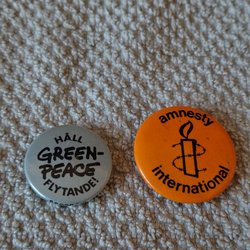 HÅLL
GREEN-
PEACE
FLYTANDE!
amnesty
international